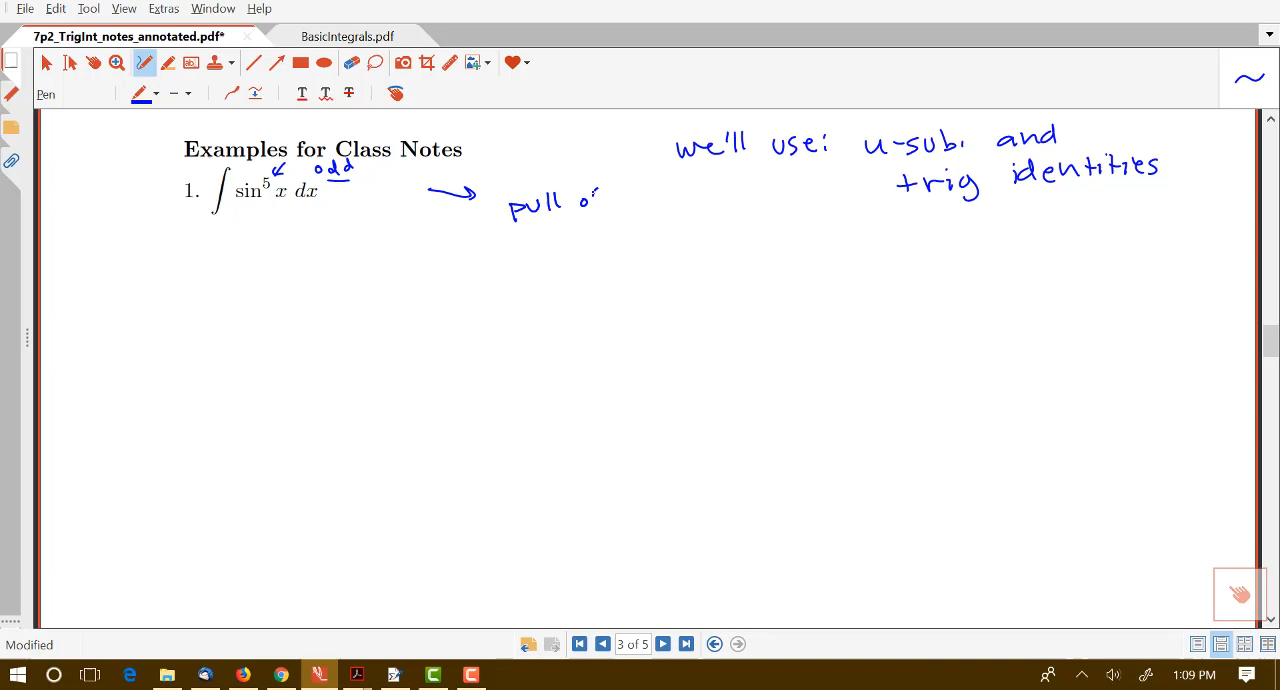 File Edit Tool View Extras Window Help
7p2_TrigInt_notes_annotated.pdf* BasicIntegrals.pdf
Pen
Examples for Class Notes
we'll use: u-sub. and
trig identities
odd
1. ∫ sin⁵ x dx
pull
Modified
3 of 5
1:09 PM